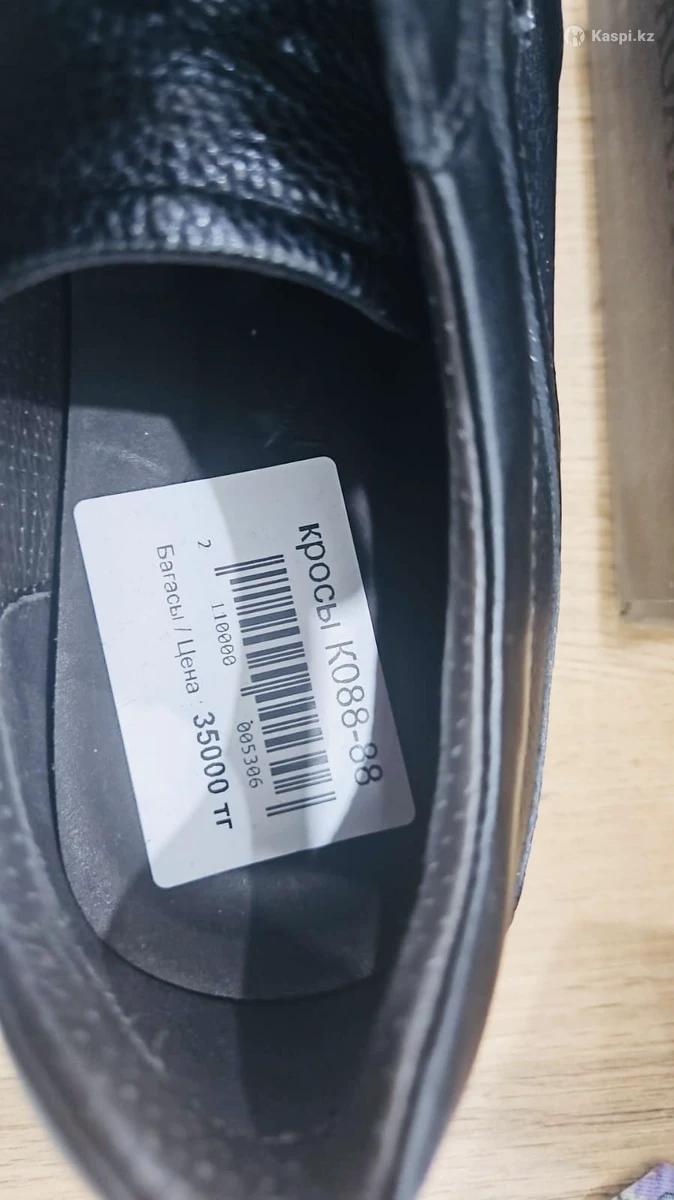 Kaspi.kz
кросы К088-88
2 110000 005306
Бағасы / Цена : 35000 тг